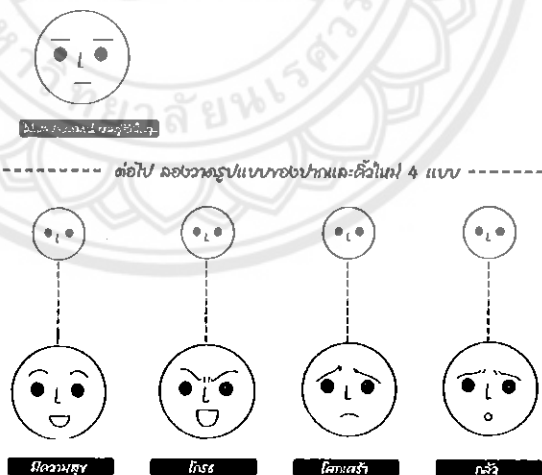 ต่อไป ลองวาดรูปแบบของปากและคิ้วใหม่ 4 แบบ
มีความสุข
โกรธ
โศกเศร้า
กลัว